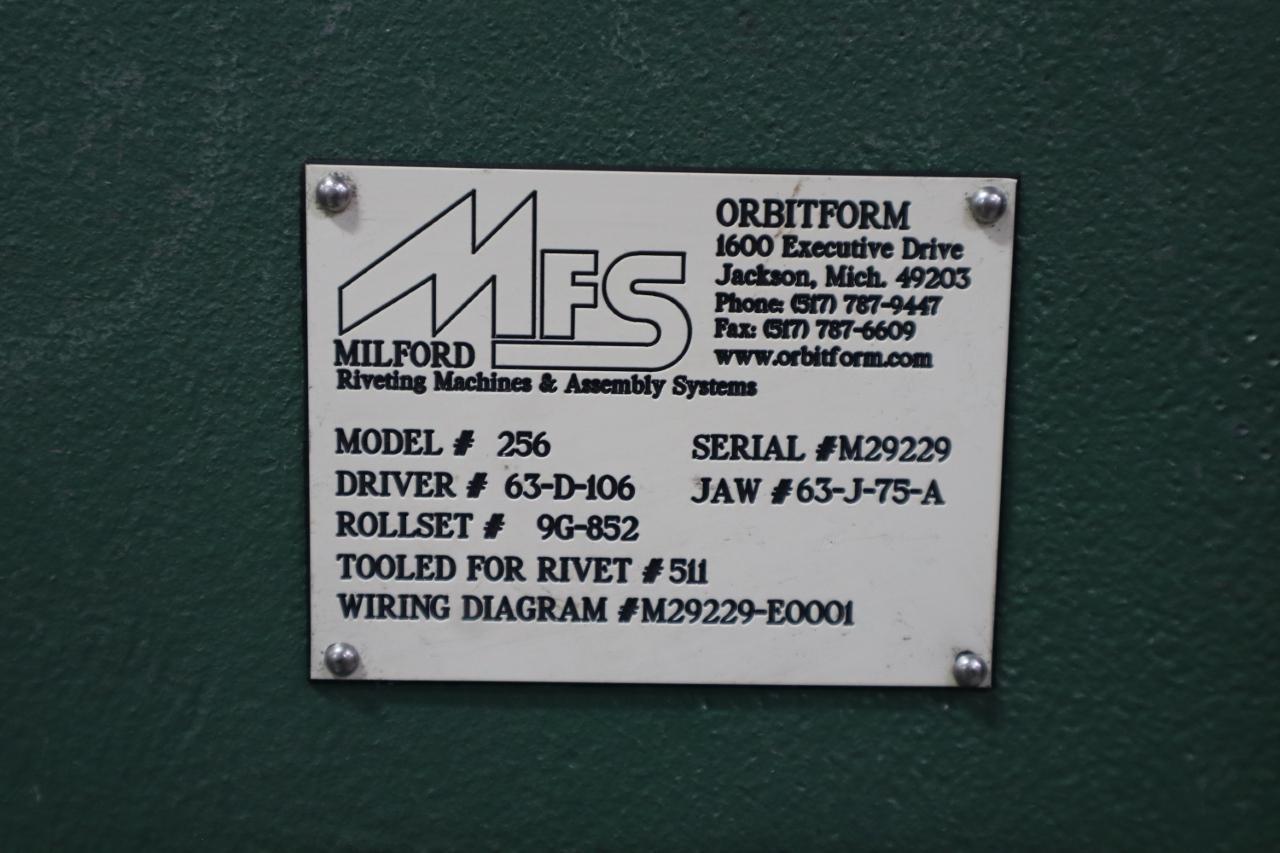 MFS
MILFORD
Riveting Machines & Assembly Systems
ORBITFORM
1600 Executive Drive
Jackson, Mich. 49203
Phone: (517) 787-9447
Fax: (517) 787-6609
www.orbitform.com
MODEL # 256
SERIAL #M29229
DRIVER # 63-D-106
JAW #63-J-75-A
ROLLSET # 9G-852
TOOLED FOR RIVET #511
WIRING DIAGRAM #M29229-E0001